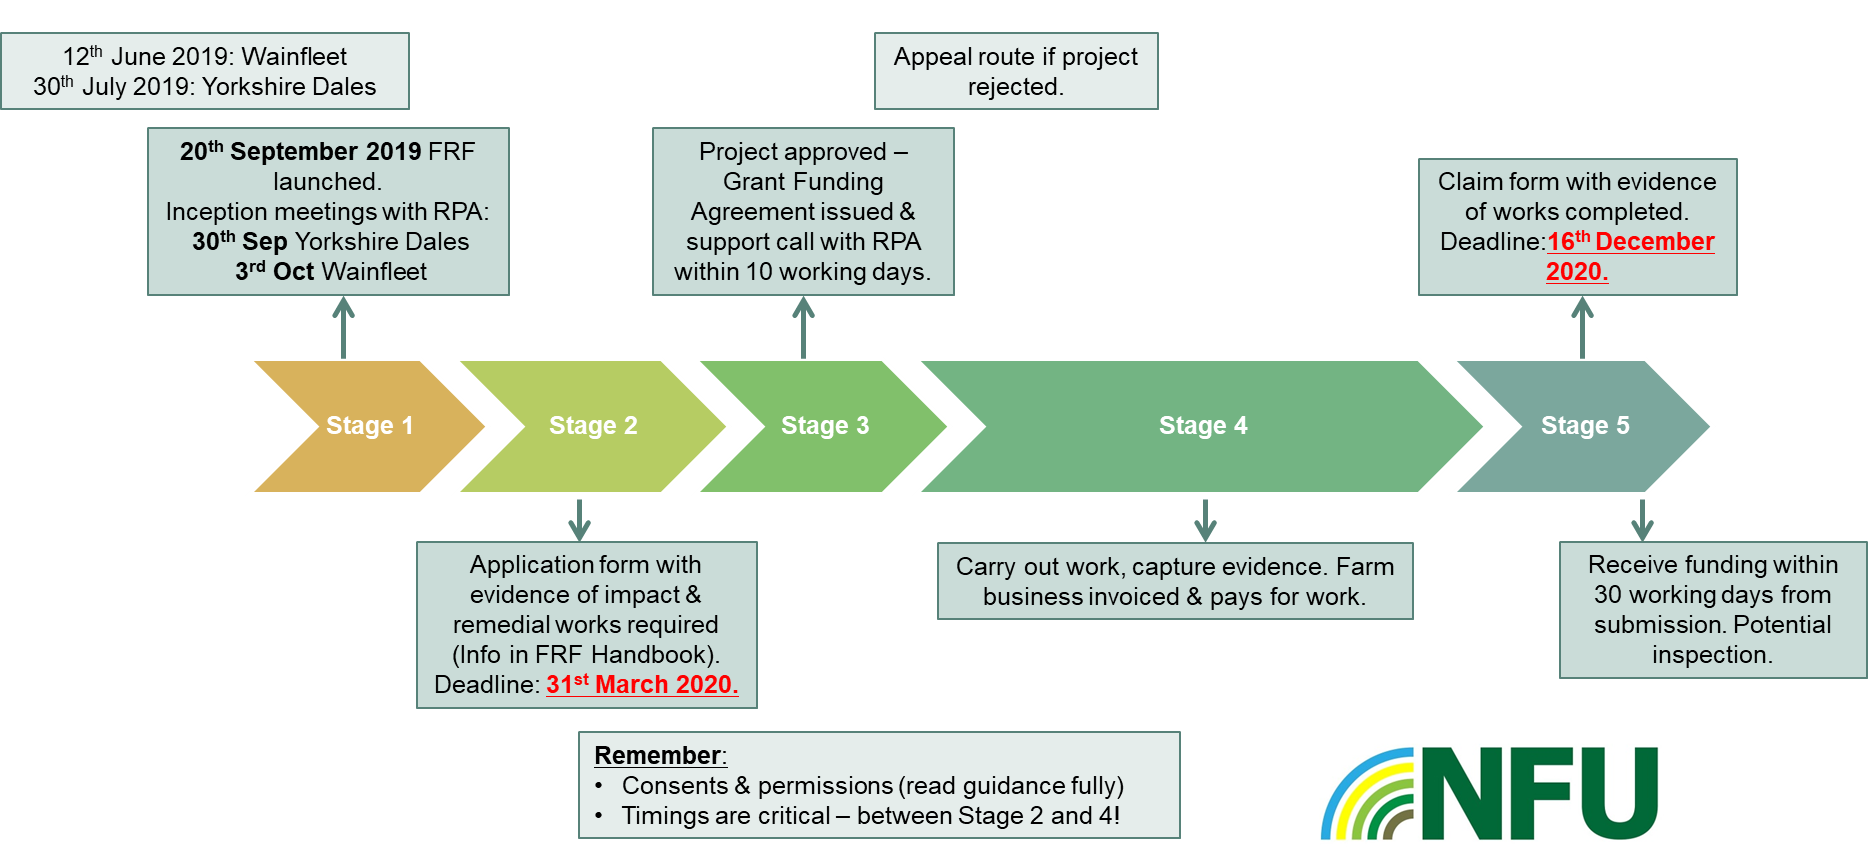 12th June 2019: Wainfleet
30th July 2019: Yorkshire Dales
Appeal route if project
rejected.
20th September 2019 FRF
launched.
Inception meetings with RPA:
30th Sep Yorkshire Dales
3rd Oct Wainfleet
Project approved –
Grant Funding
Agreement issued &
support call with RPA
within 10 working days.
Claim form with evidence
of works completed.
Deadline:16th December
2020.
Stage 1
Stage 2
Stage 3
Stage 4
Stage 5
Application form with
evidence of impact &
remedial works required
(Info in FRF Handbook).
Deadline: 31st March 2020.
Carry out work, capture evidence. Farm
business invoiced & pays for work.
Receive funding within
30 working days from
submission. Potential
inspection.
Remember:
• Consents & permissions (read guidance fully)
• Timings are critical – between Stage 2 and 4!
NFU